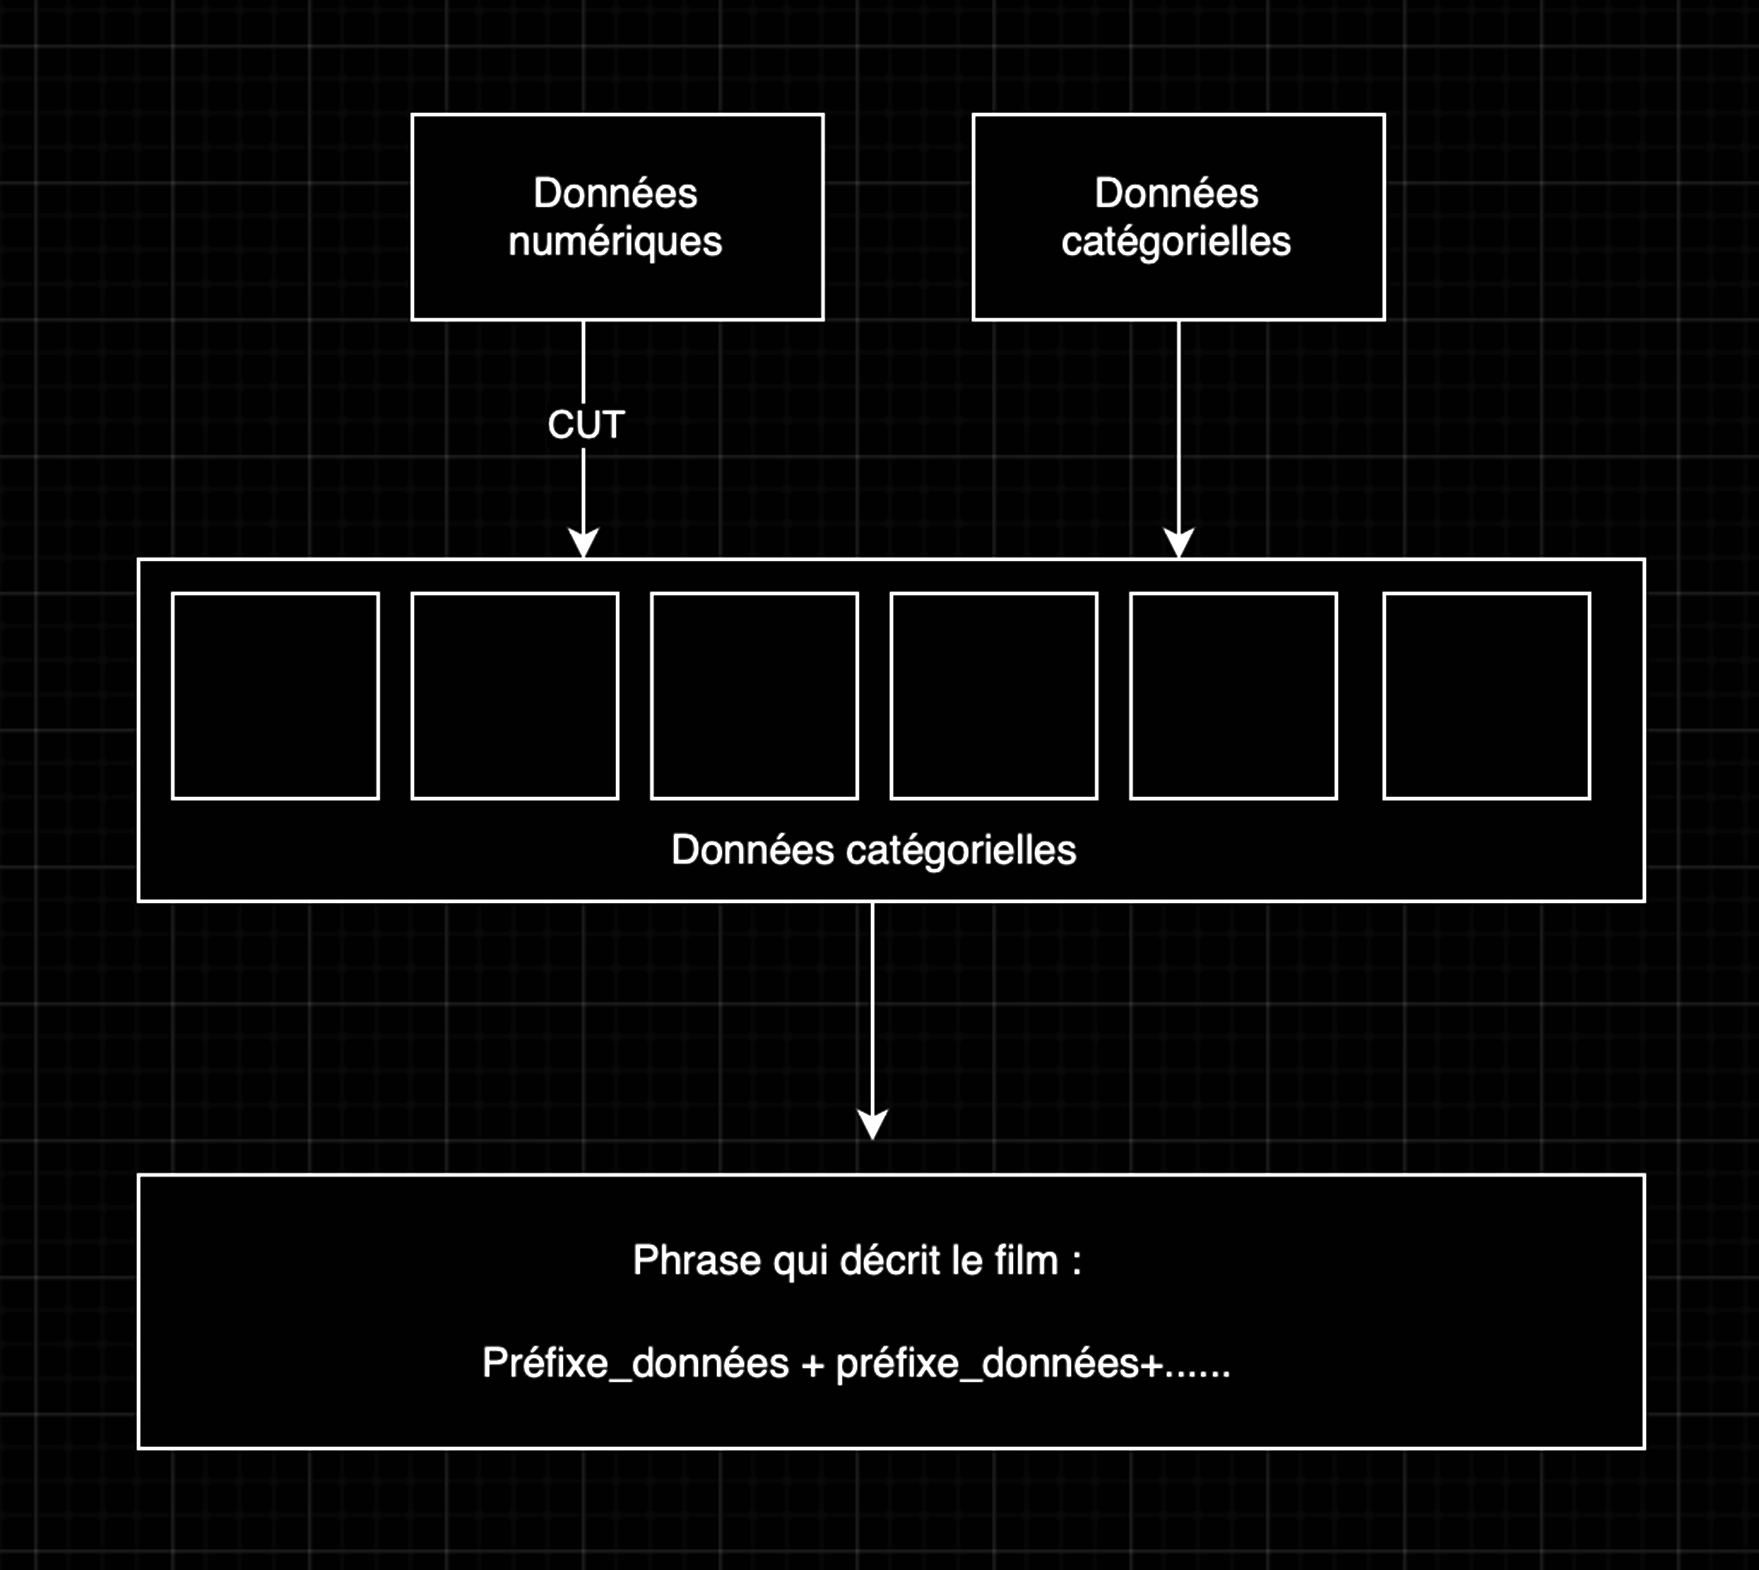 Données
numériques
Données
catégorielles
CUT
Données catégorielles
Phrase qui décrit le film :
Préfixe_données + préfixe_données+......